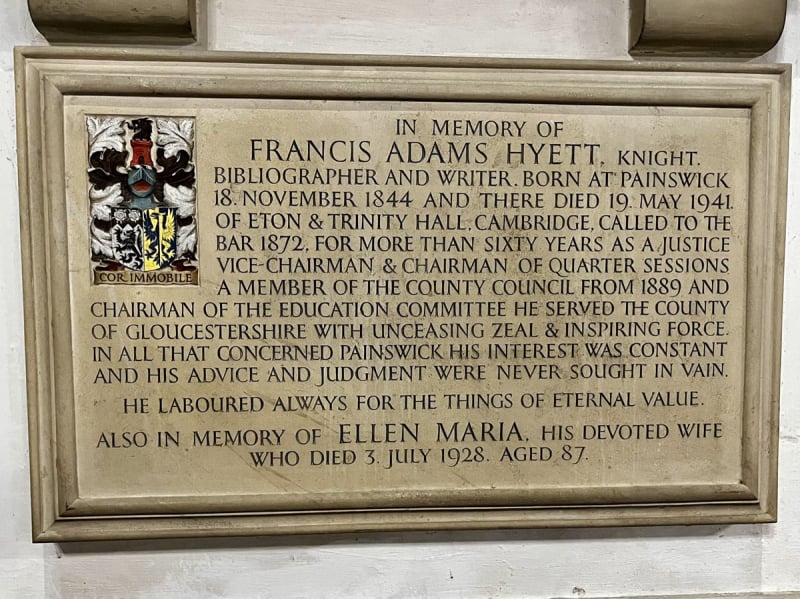 IN MEMORY OF
FRANCIS ADAMS HYETT, KNIGHT.
BIBLIOGRAPHER AND WRITER. BORN AT PAINSWICK
18. NOVEMBER 1844 AND THERE DIED 19. MAY 1941.
OF ETON & TRINITY HALL, CAMBRIDGE, CALLED TO THE
BAR 1872, FOR MORE THAN SIXTY YEARS AS A JUSTICE
VICE-CHAIRMAN & CHAIRMAN OF QUARTER SESSIONS
A MEMBER OF THE COUNTY COUNCIL FROM 1889 AND
COR IMMOBILE
CHAIRMAN OF THE EDUCATION COMMITTEE HE SERVED THE COUNTY
OF GLOUCESTERSHIRE WITH UNCEASING ZEAL & INSPIRING FORCE.
IN ALL THAT CONCERNED PAINSWICK HIS INTEREST WAS CONSTANT
AND HIS ADVICE AND JUDGMENT WERE NEVER SOUGHT IN VAIN.
HE LABOURED ALWAYS FOR THE THINGS OF ETERNAL VALUE.
ALSO IN MEMORY OF ELLEN MARIA, HIS DEVOTED WIFE
WHO DIED 3. JULY 1928. AGED 87.